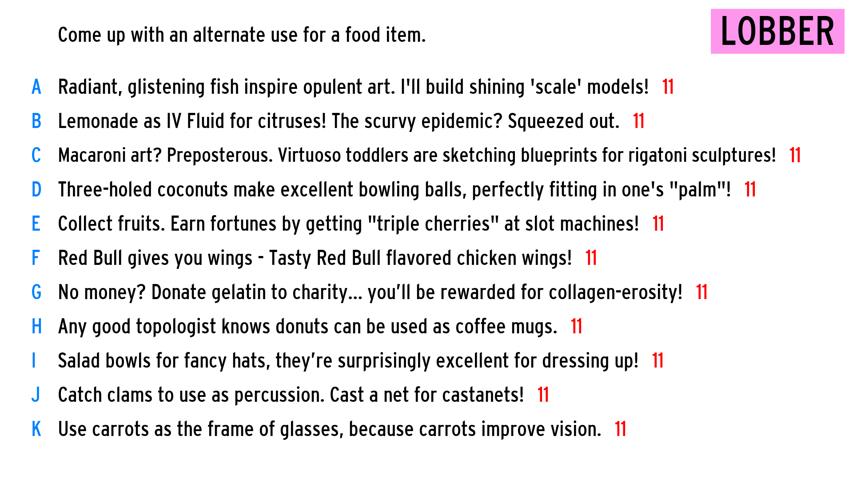 Come up with an alternate use for a food item.
LOBBER
A Radiant, glistening fish inspire opulent art. I'll build shining 'scale' models! 11
B Lemonade as IV Fluid for citruses! The scurvy epidemic? Squeezed out. 11
C Macaroni art? Preposterous. Virtuoso toddlers are sketching blueprints for rigatoni sculptures! 11
D Three-holed coconuts make excellent bowling balls, perfectly fitting in one's "palm"! 11
E Collect fruits. Earn fortunes by getting "triple cherries" at slot machines! 11
F Red Bull gives you wings - Tasty Red Bull flavored chicken wings! 11
G No money? Donate gelatin to charity... you’ll be rewarded for collagen-erosity! 11
H Any good topologist knows donuts can be used as coffee mugs. 11
I Salad bowls for fancy hats, they’re surprisingly excellent for dressing up! 11
J Catch clams to use as percussion. Cast a net for castanets! 11
K Use carrots as the frame of glasses, because carrots improve vision. 11